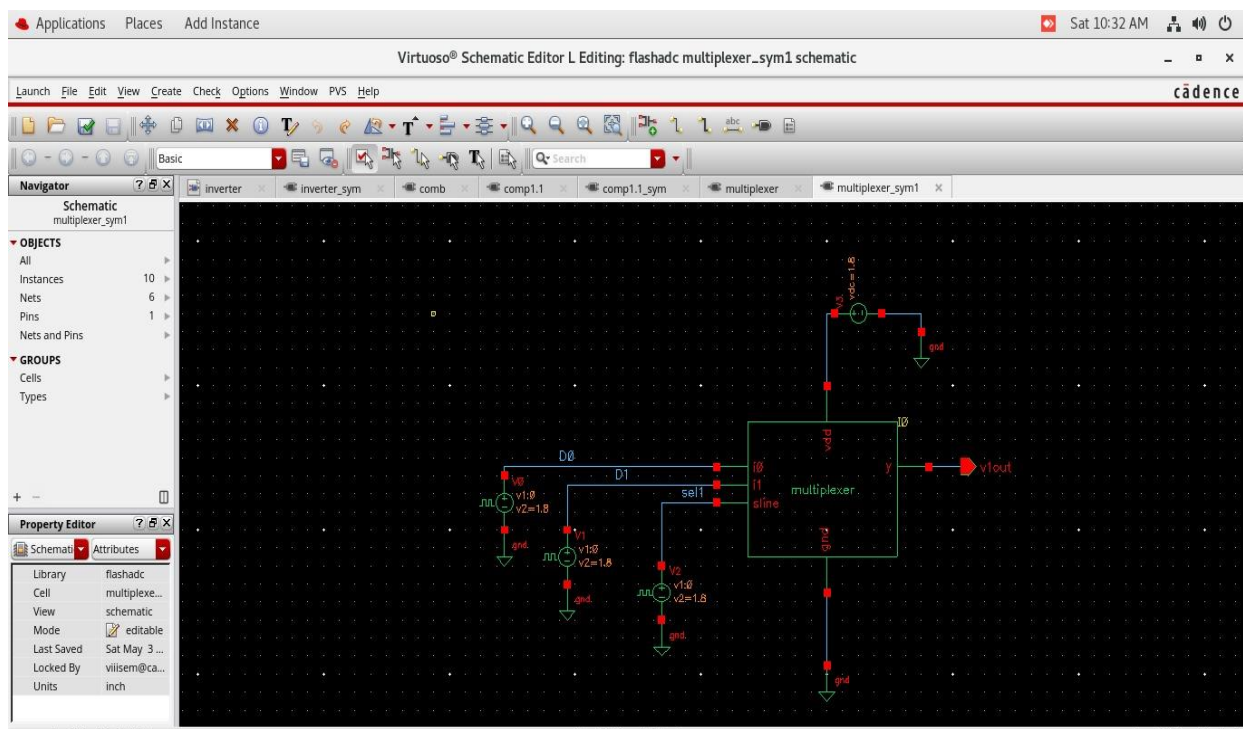 Applications Places Add Instance Sat 10:32 AM
Virtuoso® Schematic Editor L Editing: flashadc multiplexer_sym1 schematic
Launch File Edit View Create Check Options Window PVS Help cādence
abc
Basic Search
Navigator inverter inverter_sym comb comp1.1 comp1.1_sym multiplexer multiplexer_sym1
Schematic
multiplexer_sym1
OBJECTS
All
Instances 10
Nets 6
Pins 1
Nets and Pins
GROUPS
Cells
Types
Property Editor
Schemati Attributes
Library flashadc
Cell multiplexe...
View schematic
Mode editable
Last Saved Sat May 3 ...
Locked By viiisem@ca...
Units inch
vdc=1.8
V3
gnd
I0
vdd
D0 i0 y v1out
D1 i1
sel1 sline
multiplexer
gnd
V0
v1:0
v2=1.8
gnd
V1
v1:0
v2=1.8
gnd
V2
v1:0
v2=1.8
gnd
gnd